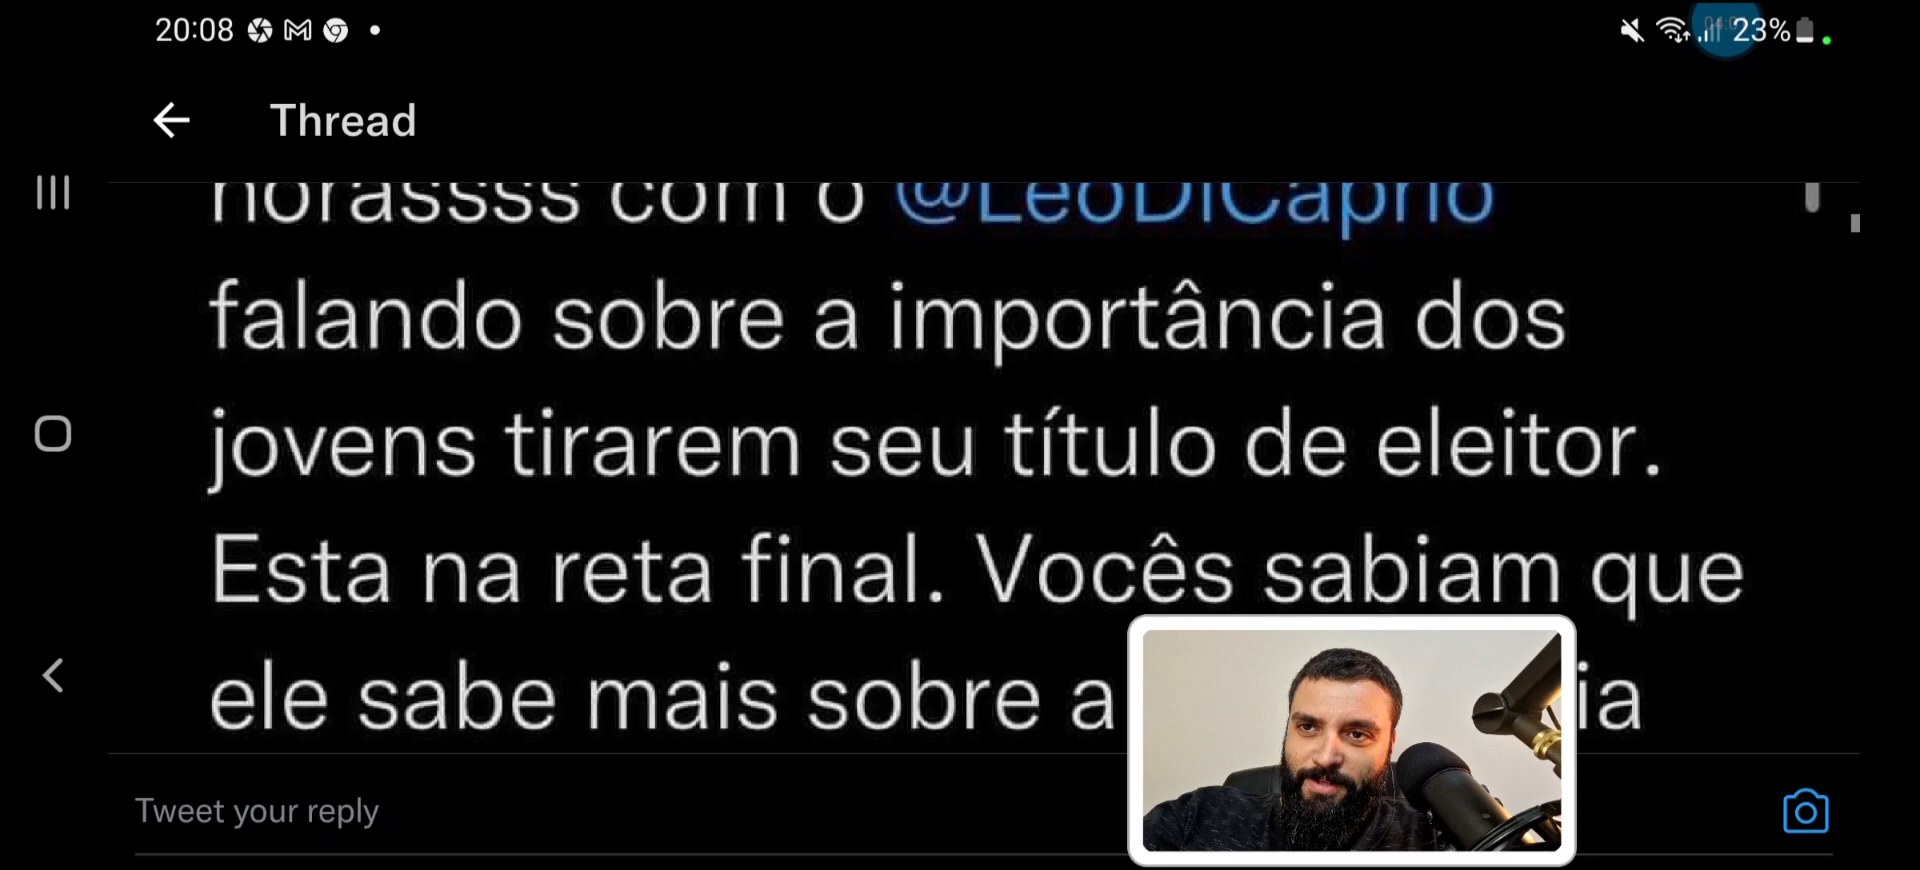 20:08
23%
Thread
horassss com o @LeoDiCaprio
falando sobre a importância dos
jovens tirarem seu título de eleitor.
Esta na reta final. Vocês sabiam que
ele sabe mais sobre a ia
Tweet your reply